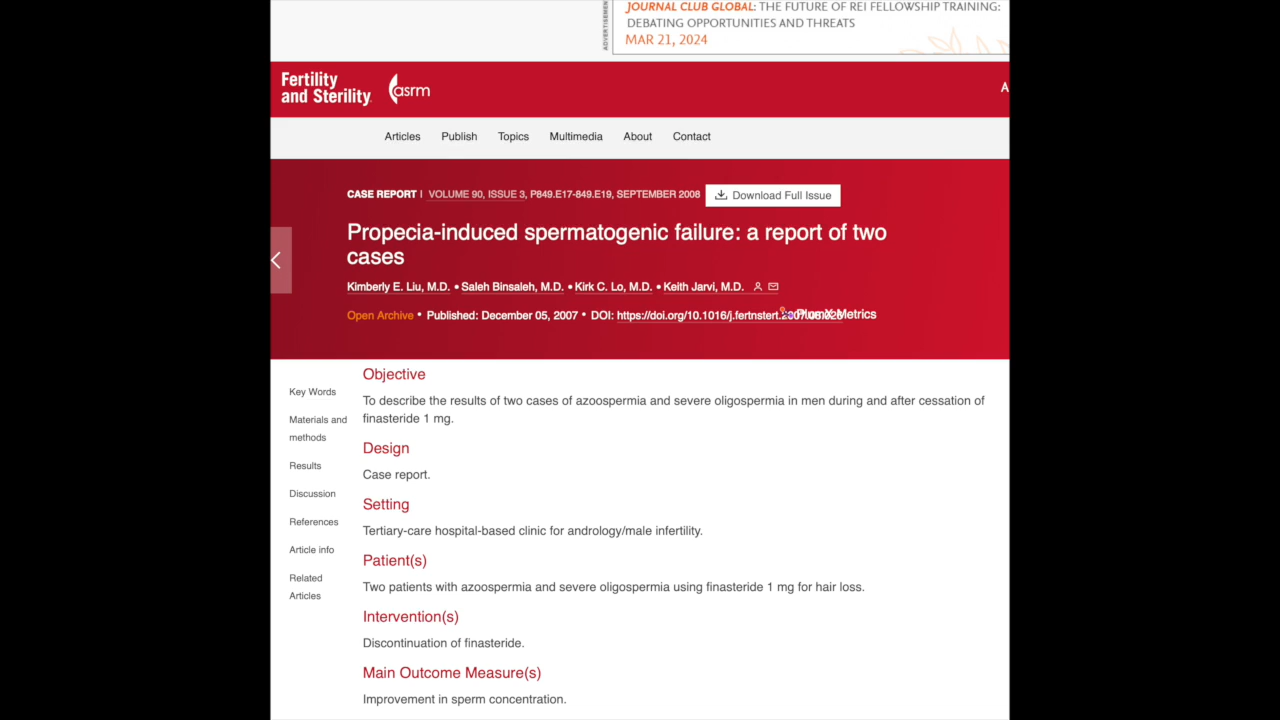 ADVERTISEMENT
JOURNAL CLUB GLOBAL: THE FUTURE OF REI FELLOWSHIP TRAINING:
DEBATING OPPORTUNITIES AND THREATS
MAR 21, 2024
Fertility
and Sterility.
asrm
A
Articles Publish Topics Multimedia About Contact
CASE REPORT | VOLUME 90, ISSUE 3, P849.E17-849.E19, SEPTEMBER 2008 Download Full Issue
Propecia-induced spermatogenic failure: a report of two
cases
Kimberly E. Liu, M.D. • Saleh Binsaleh, M.D. • Kirk C. Lo, M.D. • Keith Jarvi, M.D.
Open Archive • Published: December 05, 2007 • DOI: https://doi.org/10.1016/j.fertnstert. Metrics
Objective
Key Words
To describe the results of two cases of azoospermia and severe oligospermia in men during and after cessation of
finasteride 1 mg.
Materials and
methods
Design
Results
Case report.
Discussion
Setting
References
Tertiary-care hospital-based clinic for andrology/male infertility.
Article info
Patient(s)
Related
Articles
Two patients with azoospermia and severe oligospermia using finasteride 1 mg for hair loss.
Intervention(s)
Discontinuation of finasteride.
Main Outcome Measure(s)
Improvement in sperm concentration.